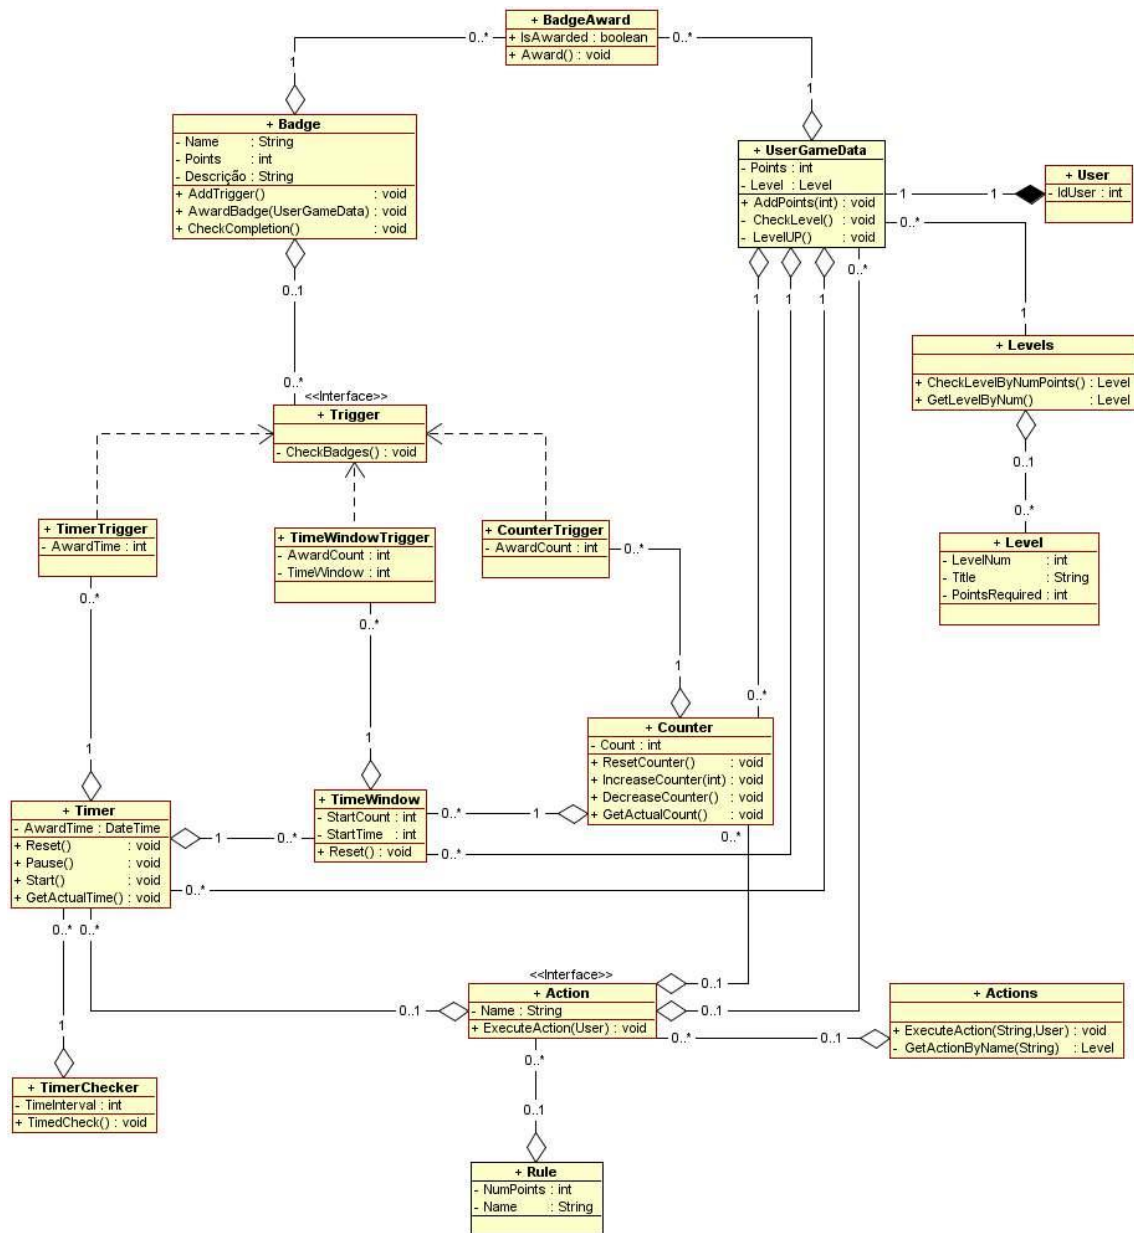 + BadgeAward
+ IsAwarded : boolean
+ Award() : void
0..*
0..*
1
1
+ Badge
- Name : String
- Points : int
- Descrição : String
+ AddTrigger() : void
+ AwardBadge(UserGameData) : void
+ CheckCompletion() : void
+ UserGameData
- Points : int
- Level : Level
+ AddPoints(int) : void
- CheckLevel() : void
- LevelUP() : void
1
1
+ User
- IdUser : int
0..*
0..1
1
1
1
0..*
1
+ Levels
+ CheckLevelByNumPoints() : Level
+ GetLevelByNum() : Level
0..1
0..*
+ Level
- LevelNum : int
- Title : String
- PointsRequired : int
0..*
<<Interface>>
+ Trigger
- CheckBadges() : void
+ TimerTrigger
- AwardTime : int
+ TimeWindowTrigger
- AwardCount : int
- TimeWindow : int
+ CounterTrigger
- AwardCount : int
0..*
0..*
0..*
1
0..*
1
1
+ Counter
- Count : int
+ ResetCounter() : void
+ IncreaseCounter(int) : void
+ DecreaseCounter() : void
+ GetActualCount() : void
+ Timer
- AwardTime : DateTime
+ Reset() : void
+ Pause() : void
+ Start() : void
+ GetActualTime() : void
+ TimeWindow
- StartCount : int
- StartTime : int
+ Reset() : void
0..*
1
1
0..*
0..*
0..*
0..*
0..*
0..*
<<Interface>>
+ Action
- Name : String
+ ExecuteAction(User) : void
0..1
0..1
0..1
0..*
0..1
+ Actions
+ ExecuteAction(String,User) : void
- GetActionByName(String) : Level
1
+ TimerChecker
- TimeInterval : int
+ TimedCheck() : void
0..*
0..1
+ Rule
- NumPoints : int
- Name : String